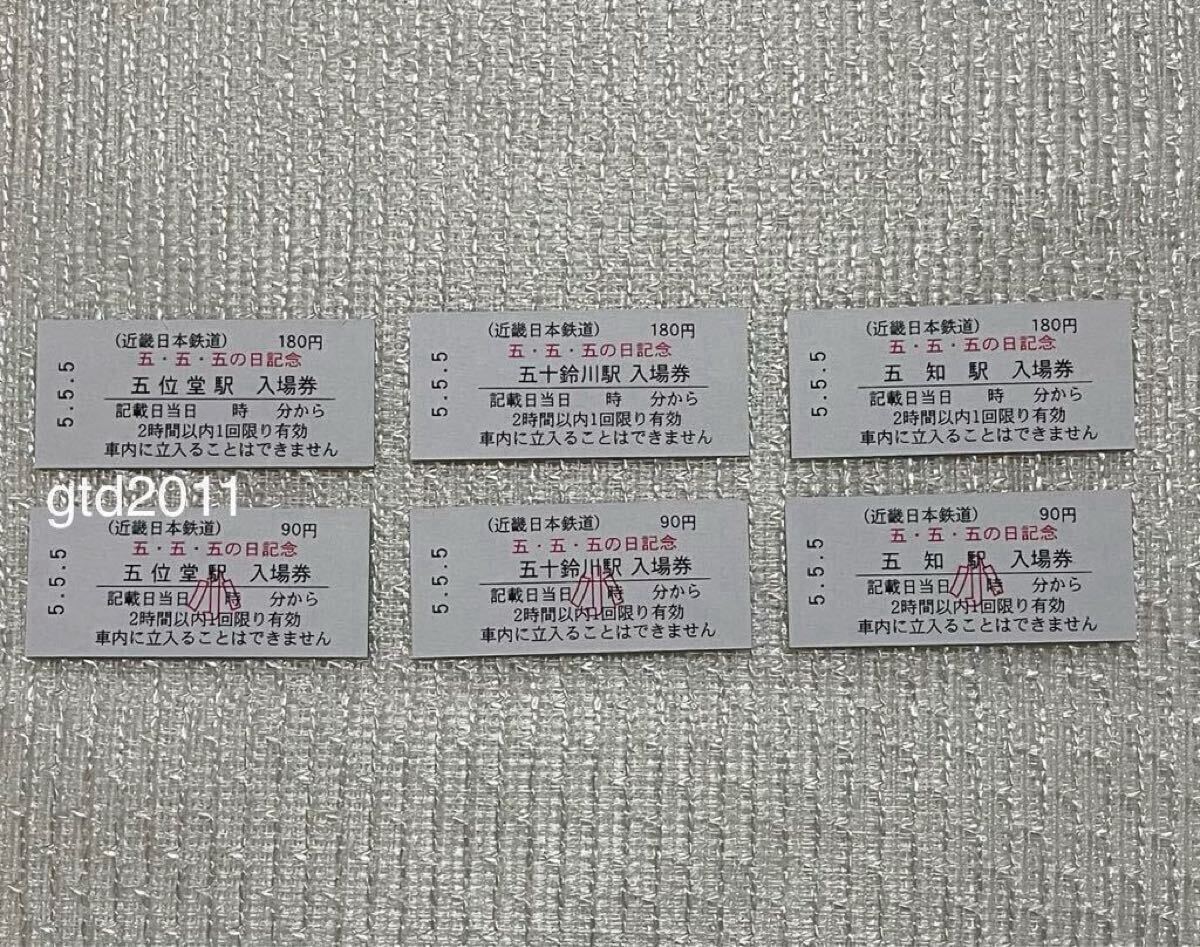 5.5.5
(近畿日本鉄道) 180円
五・五・五の日記念
五位堂駅 入場券
記載日当日 時 分から
2時間以内1回限り有効
車内に立入ることはできません
5.5.5
(近畿日本鉄道) 180円
五・五・五の日記念
五十鈴川駅 入場券
記載日当日 時 分から
2時間以内1回限り有効
車内に立入ることはできません
5.5.5
(近畿日本鉄道) 180円
五・五・五の日記念
五知駅 入場券
記載日当日 時 分から
2時間以内1回限り有効
車内に立入ることはできません
gtd2011
5.5.5
(近畿日本鉄道) 90円
五・五・五の日記念
五位堂駅 入場券
小
記載日当日 時 分から
2時間以内1回限り有効
車内に立入ることはできません
5.5.5
(近畿日本鉄道) 90円
五・五・五の日記念
五十鈴川駅 入場券
小
記載日当日 時 分から
2時間以内1回限り有効
車内に立入ることはできません
5.5.5
(近畿日本鉄道) 90円
五・五・五の日記念
五知駅 入場券
小
記載日当日 時 分から
2時間以内1回限り有効
車内に立入ることはできません